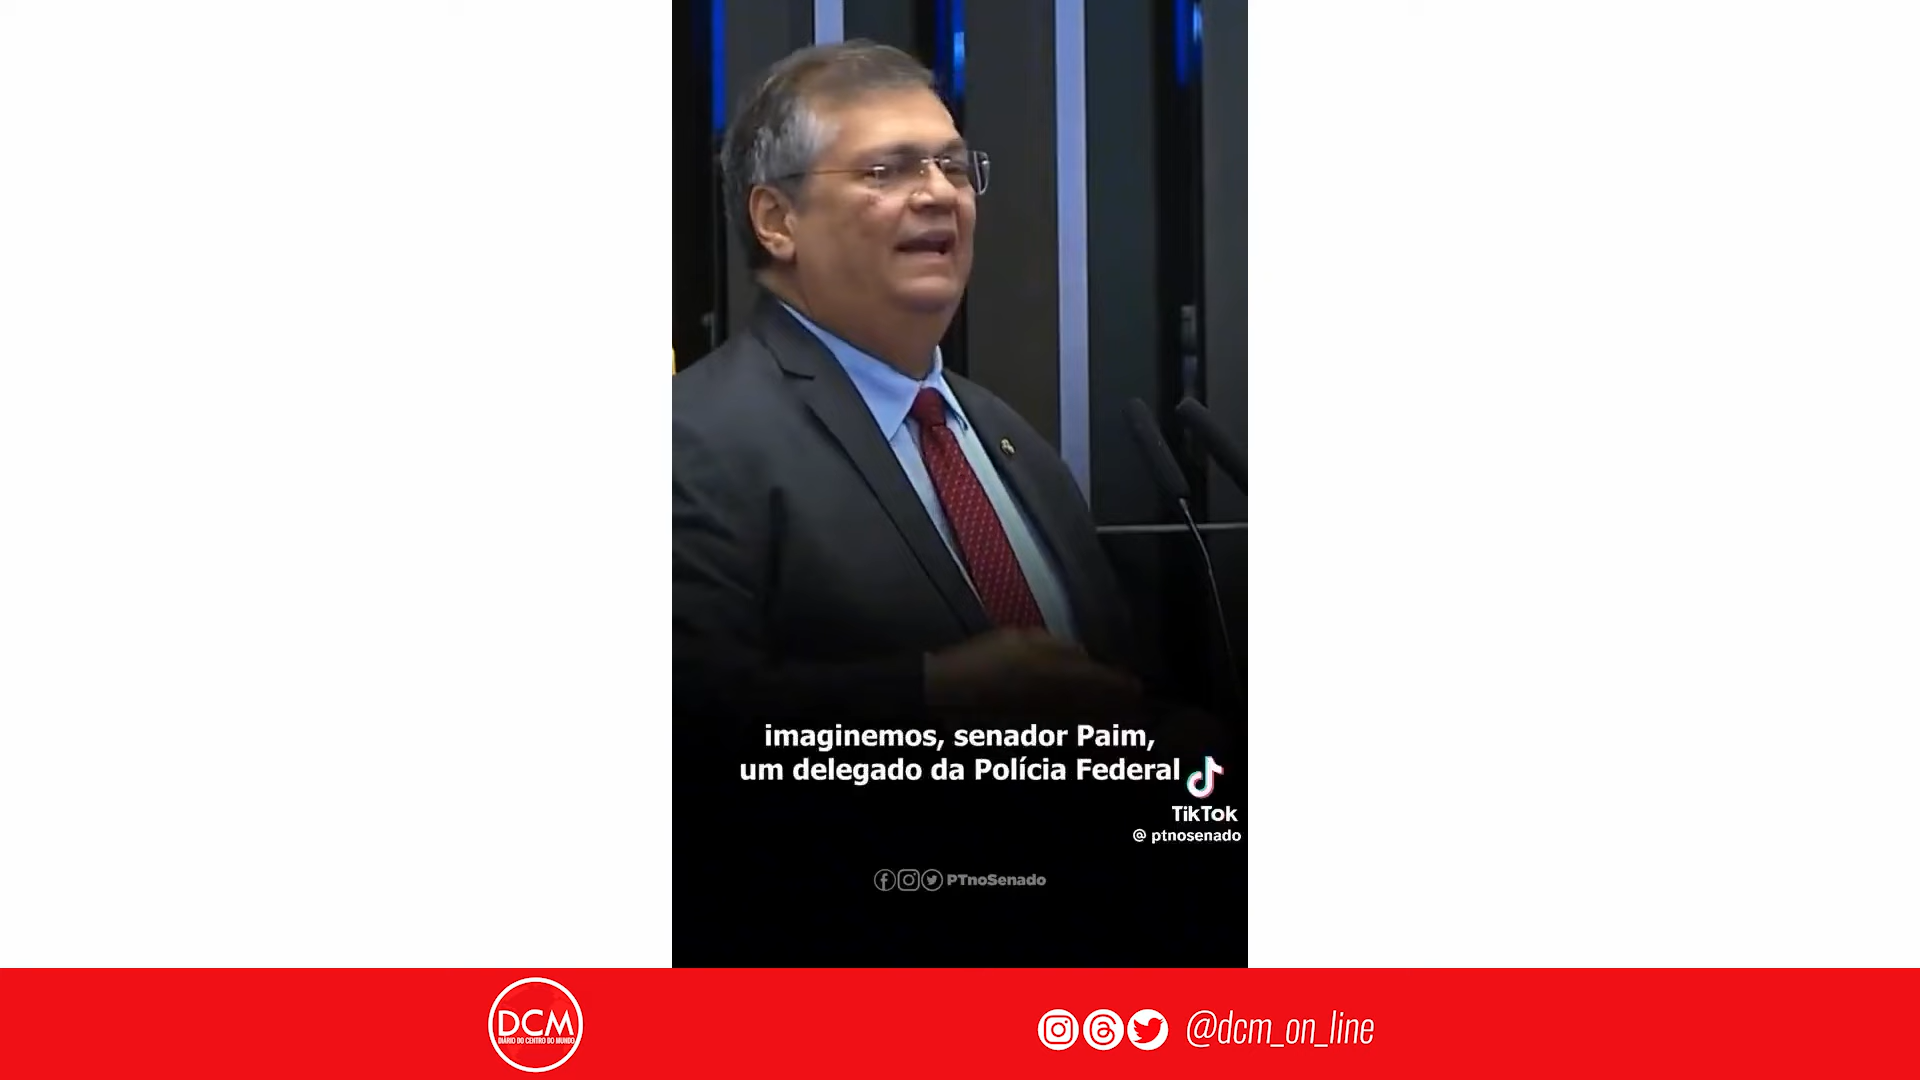 imaginemos, senador Paim,
um delegado da Polícia Federal
TikTok
@ ptnosenado
PTnoSenado
DCM
DIÁRIO DO CENTRO DO MUNDO
@dcm_on_line